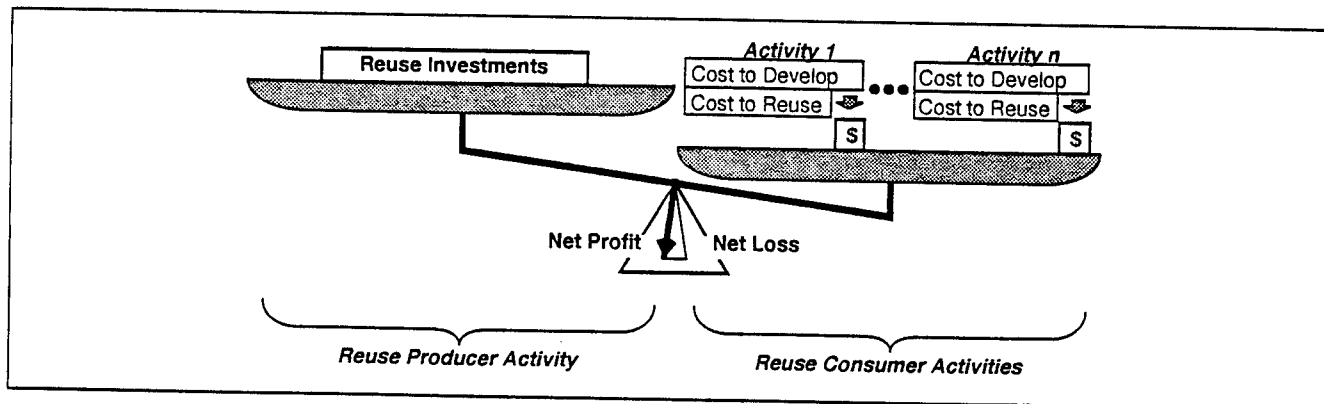 Activity 1
Activity n
Reuse Investments
Cost to Develop
Cost to Develop
Cost to Reuse
Cost to Reuse
$
$
Net Profit
Net Loss
Reuse Producer Activity
Reuse Consumer Activities